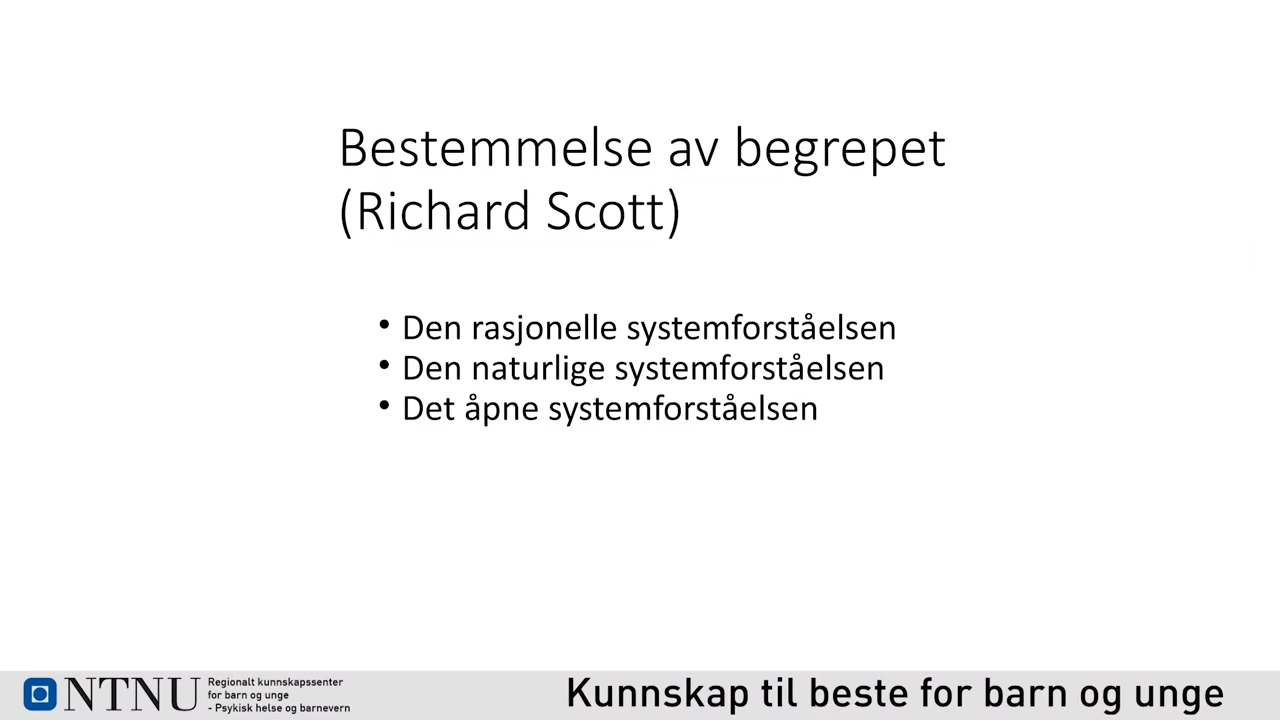 Bestemmelse av begrepet
(Richard Scott)
• Den rasjonelle systemforståelsen
• Den naturlige systemforståelsen
• Det åpne systemforståelsen
NTNU
Regionalt kunnskapssenter
for barn og unge
- Psykisk helse og barnevern
Kunnskap til beste for barn og unge